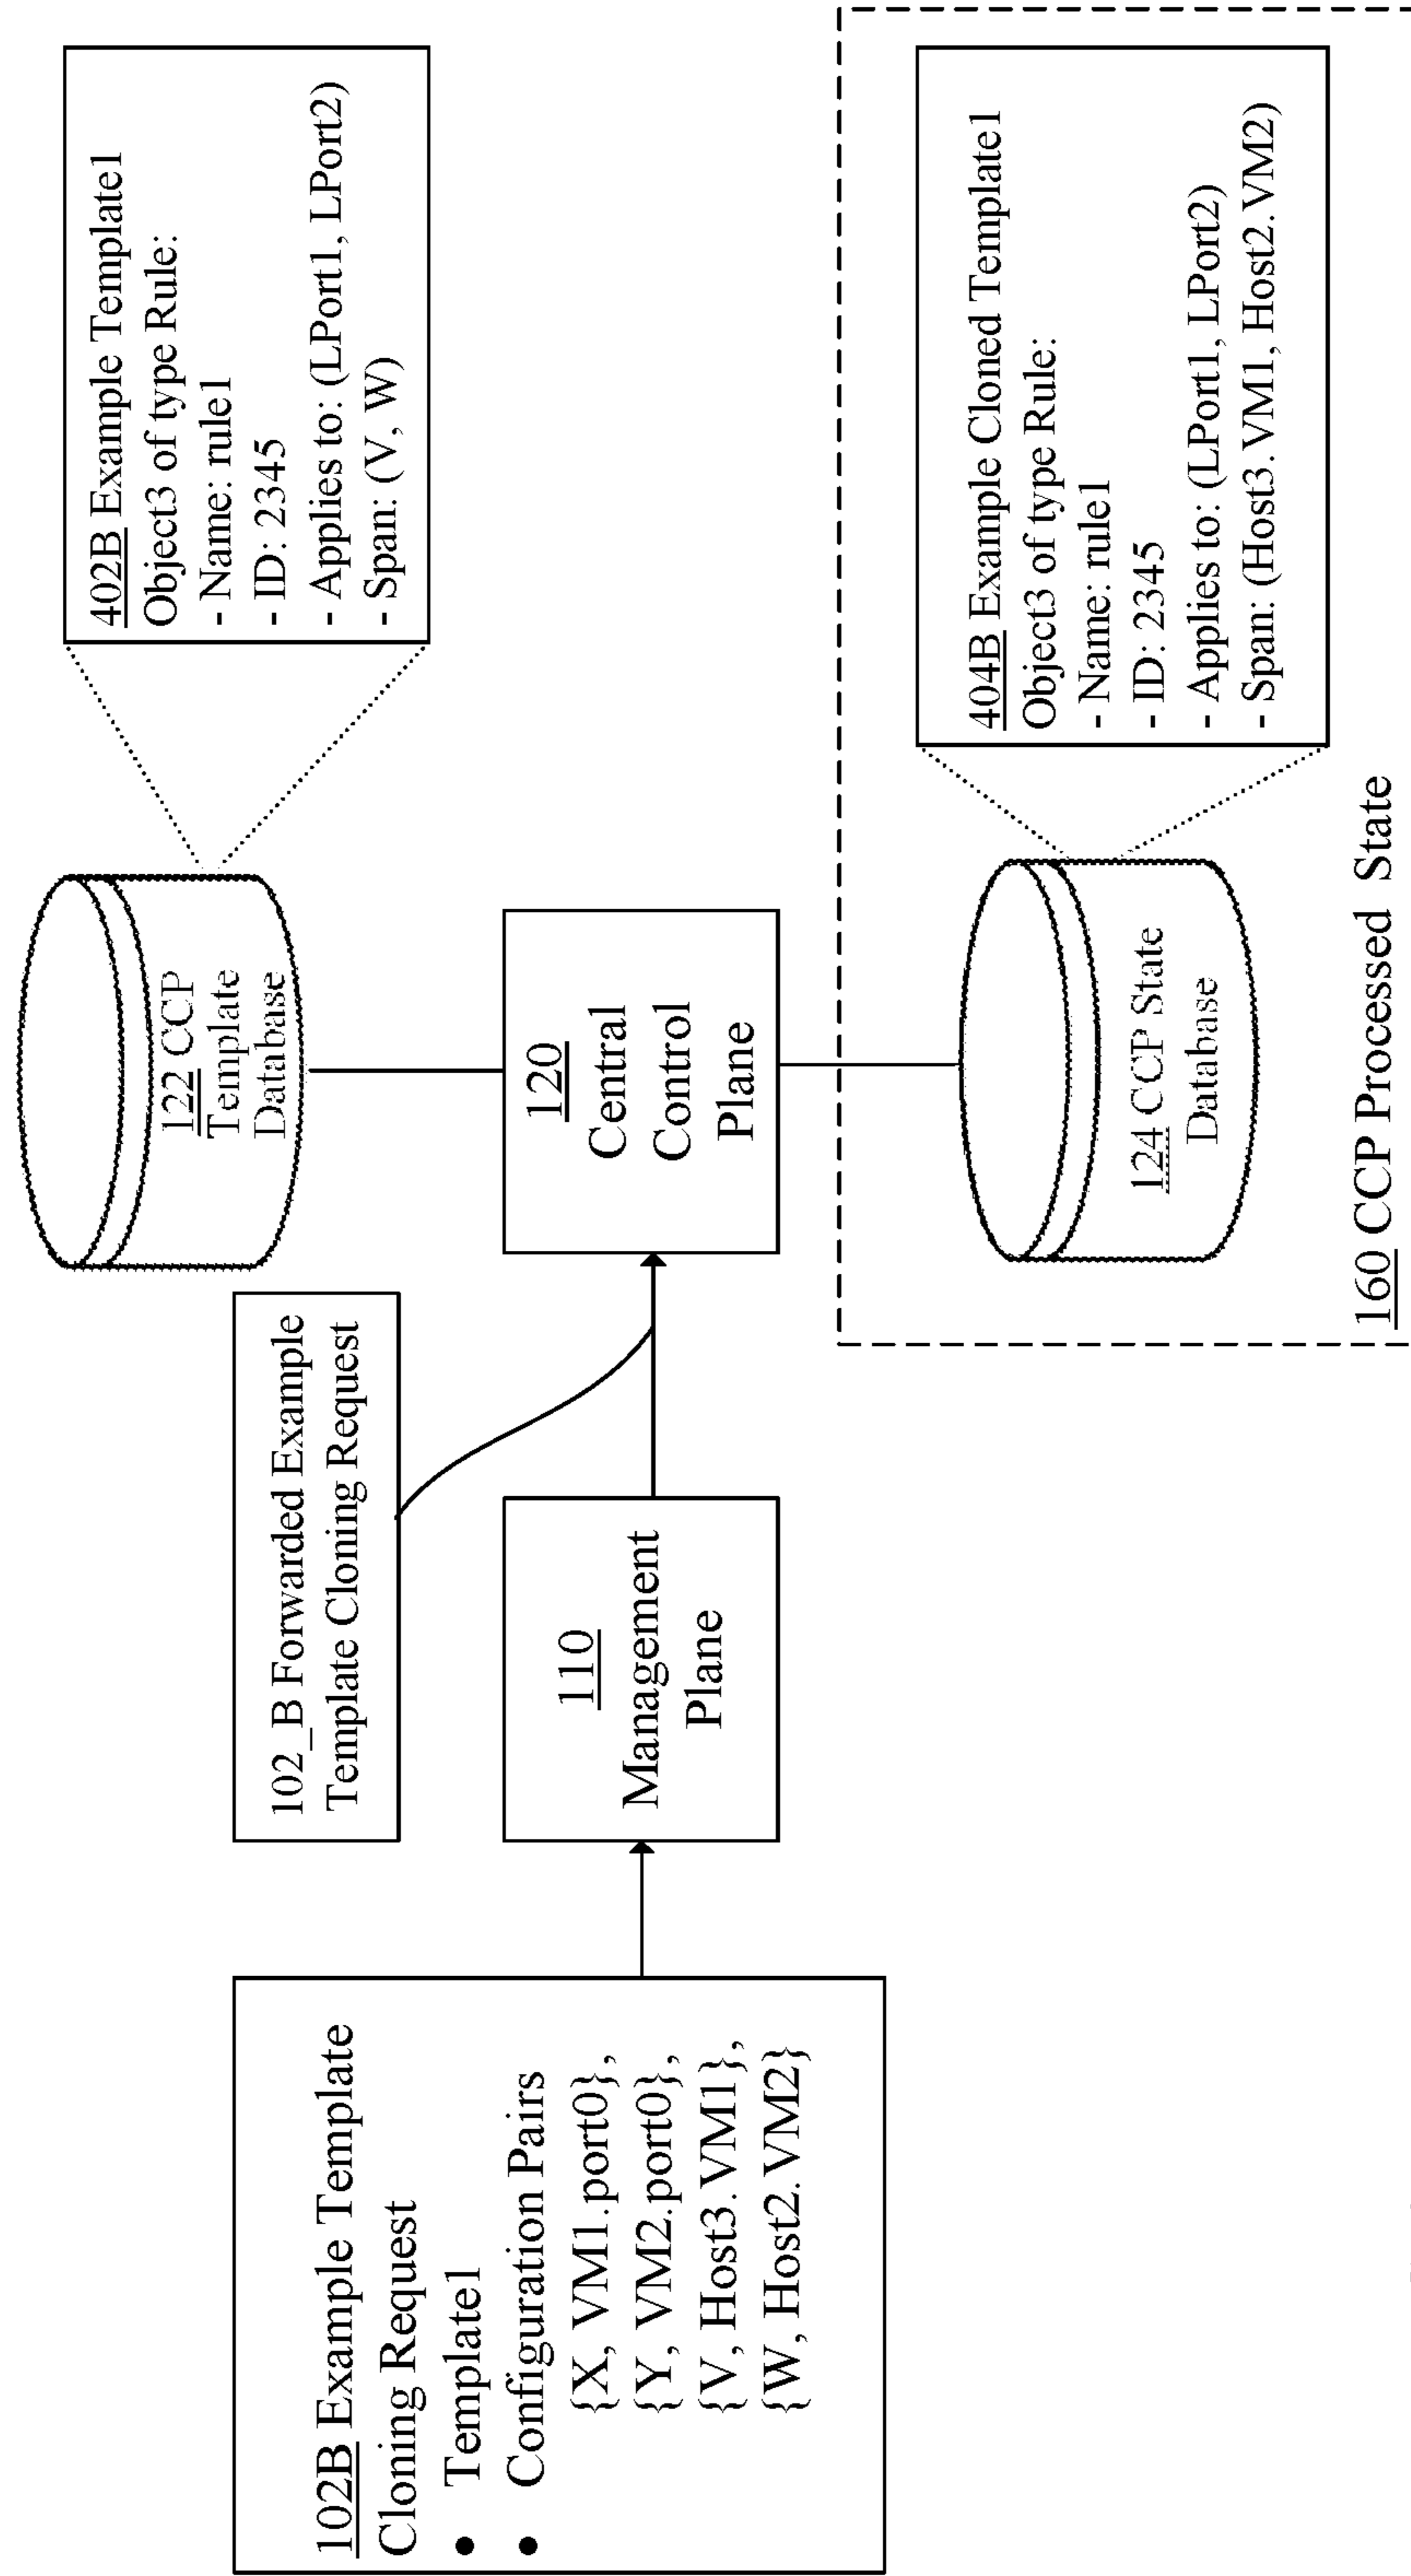 102B Example Template
Cloning Request
• Template1
• Configuration Pairs
{X, VM1.port0},
{Y, VM2.port0},
{V, Host3.VM1},
{W, Host2.VM2}
102_B Forwarded Example
Template Cloning Request
110
Management
Plane
122 CCP
Template
Database
120
Central
Control
Plane
124 CCP State
Database
160 CCP Processed State
402B Example Template1
Object3 of type Rule:
- Name: rule1
- ID: 2345
- Applies to: (LPort1, LPort2)
- Span: (V, W)
404B Example Cloned Template1
Object3 of type Rule:
- Name: rule1
- ID: 2345
- Applies to: (LPort1, LPort2)
- Span: (Host3.VM1, Host2.VM2)